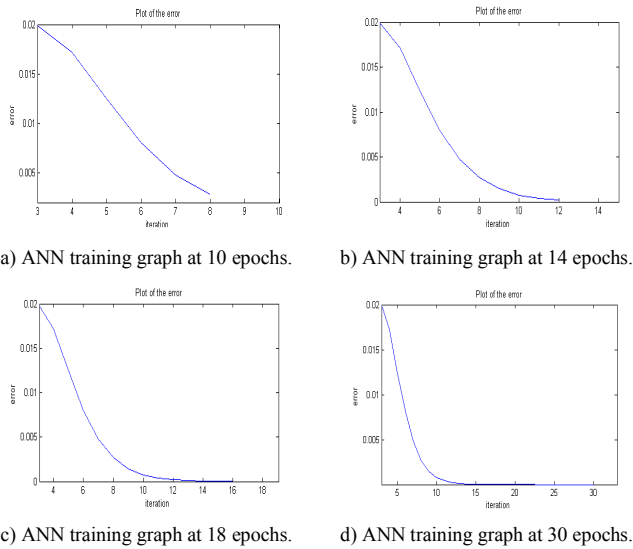 Plot of the error
0.02
0.015
0.01
0.005
error
3 4 5 6 7 8 9 10
iteration
a) ANN training graph at 10 epochs.
Plot of the error
0.02
0.015
0.01
0.005
0
error
4 6 8 10 12 14
iteration
b) ANN training graph at 14 epochs.
Plot of the error
0.02
0.015
0.01
0.005
0
error
4 6 8 10 12 14 16 18
iteration
c) ANN training graph at 18 epochs.
Plot of the error
0.02
0.015
0.01
0.005
error
5 10 15 20 25 30
iteration
d) ANN training graph at 30 epochs.